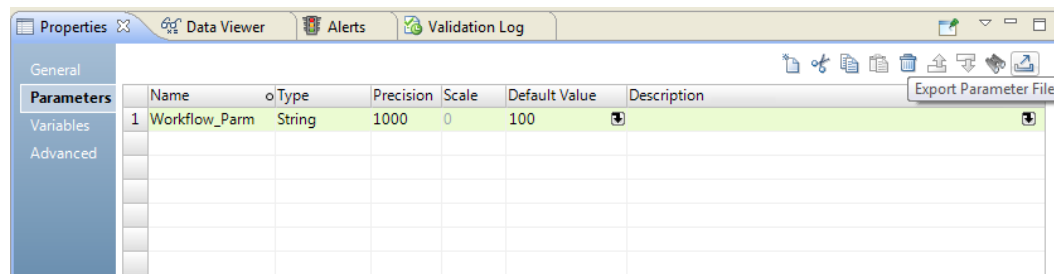 Properties Data Viewer Alerts Validation Log
General
Parameters
Variables
Advanced
Name Type Precision Scale Default Value Description
1 Workflow_Parm String 1000 0 100
Export Parameter File